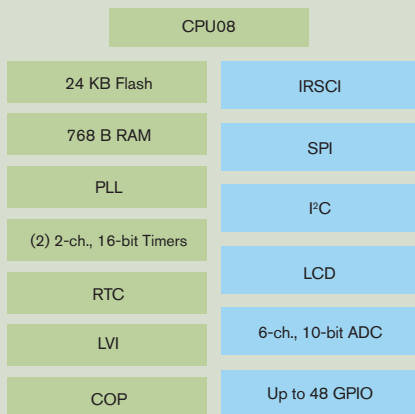 CPU08
24 KB Flash
768 B RAM
PLL
(2) 2-ch., 16-bit Timers
RTC
LVI
COP
IRSCI
SPI
I²C
LCD
6-ch., 10-bit ADC
Up to 48 GPIO